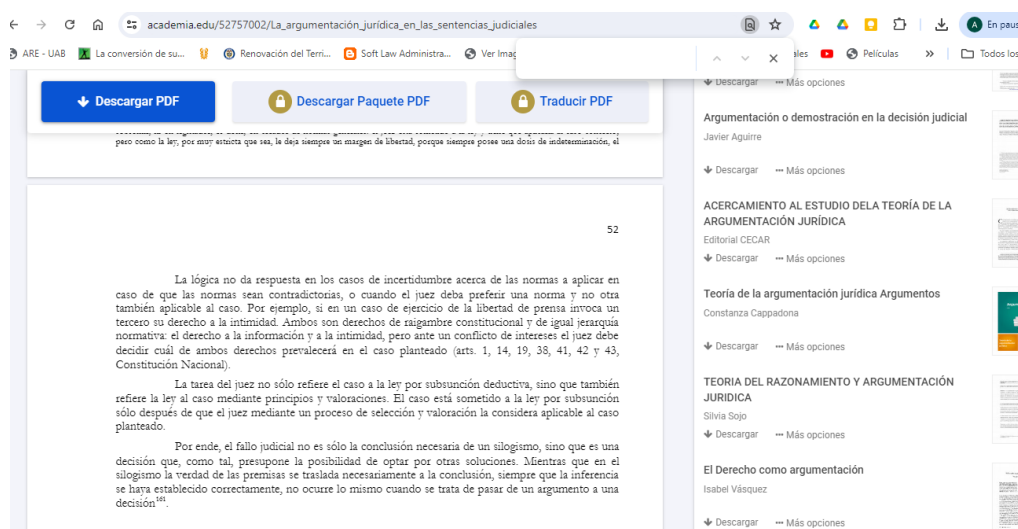 academia.edu/52757002/La_argumentación_jurídica_en_las_sentencias_judiciales
A En paus
ARE - UAB
La conversión de su...
Renovación del Terri...
Soft Law Administra...
Ver Imag
ales
Películas
»
Todos los
Descargar PDF
Descargar Paquete PDF
Traducir PDF
pero como la ley, por muy estricta que sea, le deja siempre un margen de libertad, porque siempre posee una dosis de indeterminación, el
52
La lógica no da respuesta en los casos de incertidumbre acerca de las normas a aplicar en
caso de que las normas sean contradictorias, o cuando el juez deba preferir una norma y no otra
también aplicable al caso. Por ejemplo, si en un caso de ejercicio de la libertad de prensa invoca un
tercero su derecho a la intimidad. Ambos son derechos de raigambre constitucional y de igual jerarquía
normativa: el derecho a la información y a la intimidad, pero ante un conflicto de intereses el juez debe
decidir cuál de ambos derechos prevalecerá en el caso planteado (arts. 1, 14, 19, 38, 41, 42 y 43,
Constitución Nacional).
La tarea del juez no sólo refiere el caso a la ley por subsunción deductiva, sino que también
refiere la ley al caso mediante principios y valoraciones. El caso está sometido a la ley por subsunción
sólo después de que el juez mediante un proceso de selección y valoración la considera aplicable al caso
planteado.
Por ende, el fallo judicial no es sólo la conclusión necesaria de un silogismo, sino que es una
decisión que, como tal, presupone la posibilidad de optar por otras soluciones. Mientras que en el
silogismo la verdad de las premisas se traslada necesariamente a la conclusión, siempre que la inferencia
se haya establecido correctamente, no ocurre lo mismo cuando se trata de pasar de un argumento a una
decisión¹⁶¹.
Descargar ••• Más opciones
Argumentación o demostración en la decisión judicial
Javier Aguirre
Descargar ••• Más opciones
ACERCAMIENTO AL ESTUDIO DELA TEORÍA DE LA
ARGUMENTACIÓN JURÍDICA
Editorial CECAR
Descargar ••• Más opciones
Teoría de la argumentación jurídica Argumentos
Constanza Cappadona
Descargar ••• Más opciones
TEORIA DEL RAZONAMIENTO Y ARGUMENTACIÓN
JURIDICA
Silvia Sojo
Descargar ••• Más opciones
El Derecho como argumentación
Isabel Vásquez
Descargar ••• Más opciones